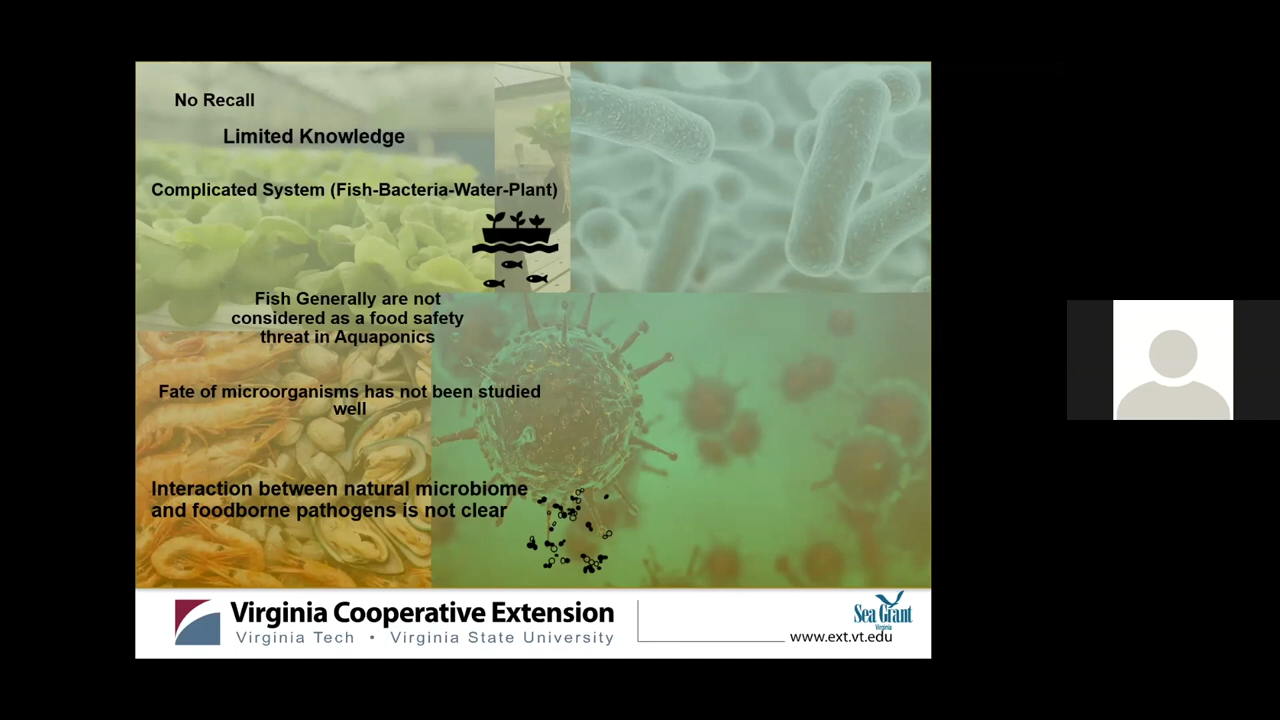 No Recall
Limited Knowledge
Complicated System (Fish-Bacteria-Water-Plant)
Fish Generally are not
considered as a food safety
threat in Aquaponics
Fate of microorganisms has not been studied
well
Interaction between natural microbiome
and foodborne pathogens is not clear
Virginia Cooperative Extension
Virginia Tech • Virginia State University
Sea Grant
Virginia
www.ext.vt.edu